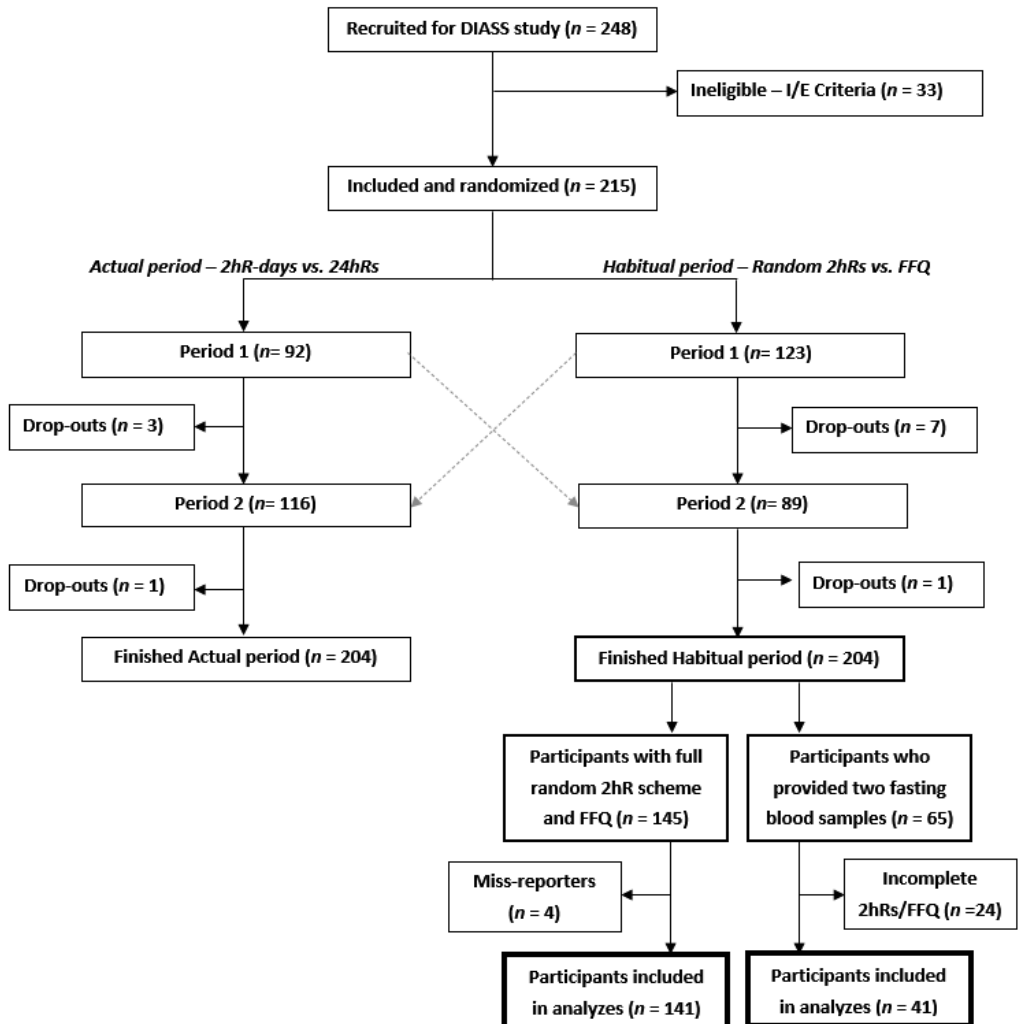 Recruited for DIASS study (n = 248)
Ineligible – I/E Criteria (n = 33)
Included and randomized (n = 215)
Actual period – 2hR-days vs. 24hRs
Habitual period – Random 2hRs vs. FFQ
Period 1 (n= 92)
Period 1 (n= 123)
Drop-outs (n = 3)
Drop-outs (n = 7)
Period 2 (n= 116)
Period 2 (n= 89)
Drop-outs (n = 1)
Drop-outs (n = 1)
Finished Actual period (n = 204)
Finished Habitual period (n = 204)
Participants with full
random 2hR scheme
and FFQ (n = 145)
Participants who
provided two fasting
blood samples (n = 65)
Miss-reporters
(n = 4)
Incomplete
2hRs/FFQ (n =24)
Participants included
in analyzes (n = 141)
Participants included
in analyzes (n = 41)